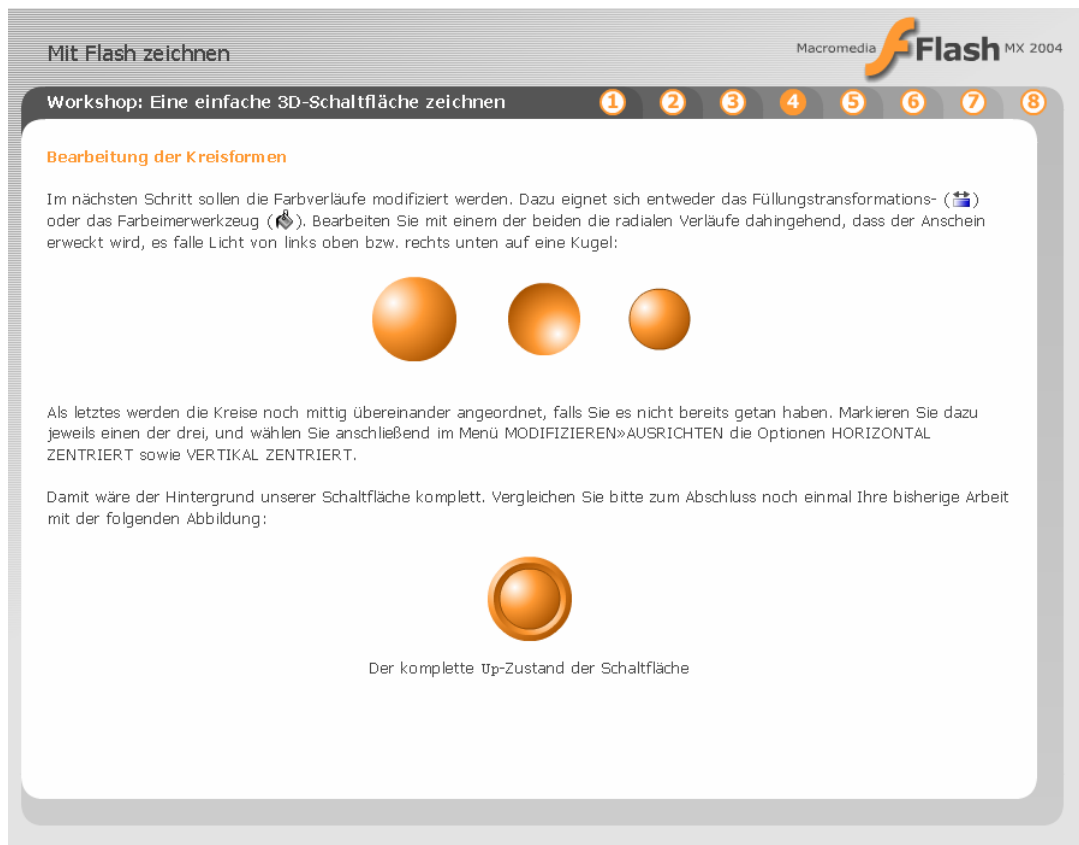 Mit Flash zeichnen
Macromedia Flash MX 2004
Workshop: Eine einfache 3D-Schaltfläche zeichnen 1 2 3 4 5 6 7 8
Bearbeitung der Kreisformen
Im nächsten Schritt sollen die Farbverläufe modifiziert werden. Dazu eignet sich entweder das Füllungstransformations- ( )
oder das Farbeimerwerkzeug ( ). Bearbeiten Sie mit einem der beiden die radialen Verläufe dahingehend, dass der Anschein
erweckt wird, es falle Licht von links oben bzw. rechts unten auf eine Kugel:
Als letztes werden die Kreise noch mittig übereinander angeordnet, falls Sie es nicht bereits getan haben. Markieren Sie dazu
jeweils einen der drei, und wählen Sie anschließend im Menü MODIFIZIEREN»AUSRICHTEN die Optionen HORIZONTAL
ZENTRIERT sowie VERTIKAL ZENTRIERT.
Damit wäre der Hintergrund unserer Schaltfläche komplett. Vergleichen Sie bitte zum Abschluss noch einmal Ihre bisherige Arbeit
mit der folgenden Abbildung:
Der komplette Up-Zustand der Schaltfläche